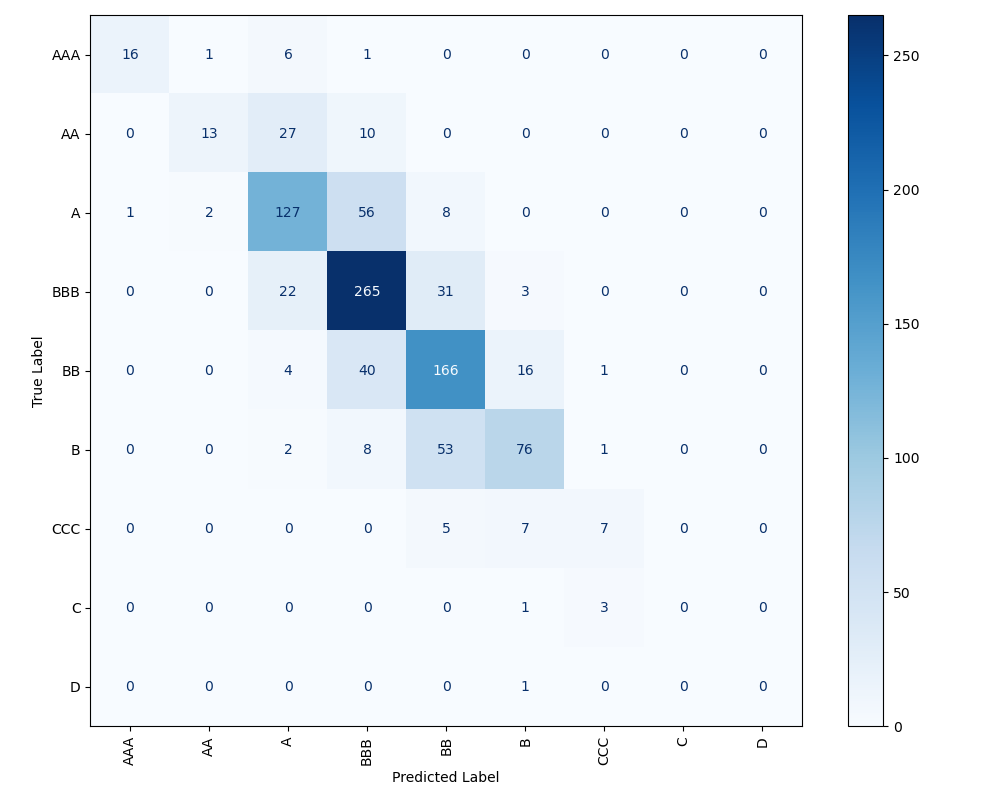 AAA 16 1 6 1 0 0 0 0 0
AA 0 13 27 10 0 0 0 0 0
A 1 2 127 56 8 0 0 0 0
BBB 0 0 22 265 31 3 0 0 0
BB 0 0 4 40 166 16 1 0 0
B 0 0 2 8 53 76 1 0 0
CCC 0 0 0 0 5 7 7 0 0
C 0 0 0 0 0 1 3 0 0
D 0 0 0 0 0 1 0 0 0
AAA AA A BBB BB B CCC C D
Predicted Label
True Label
250
200
150
100
50
0